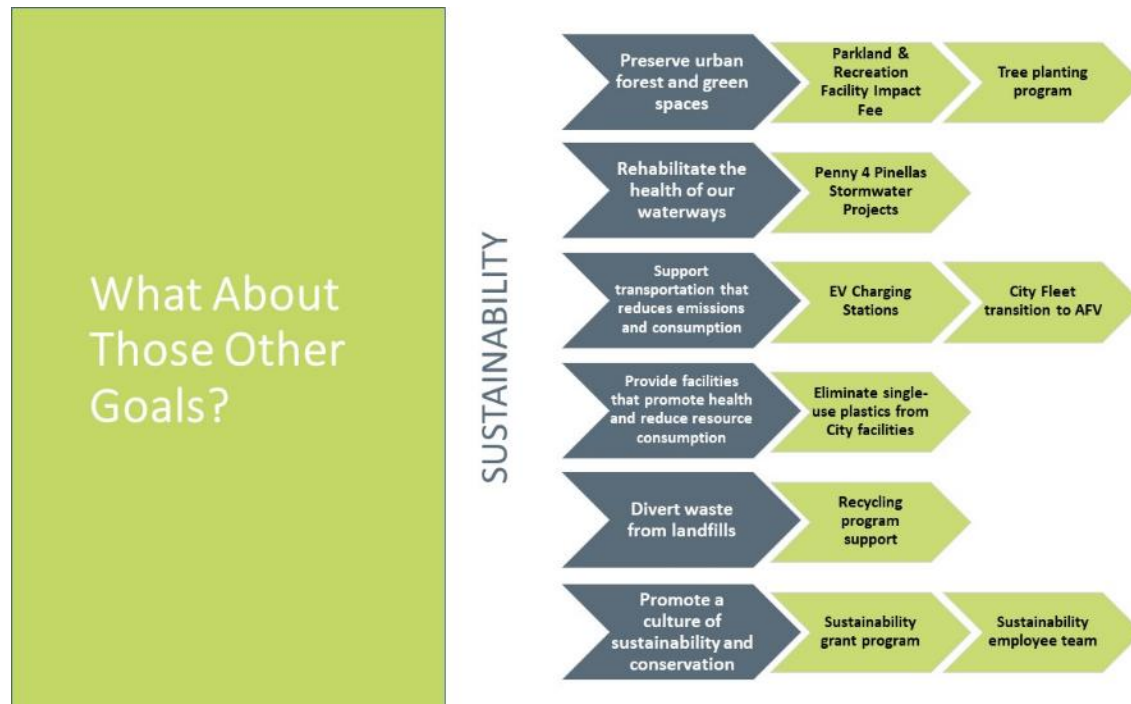 What About
Those Other
Goals?
SUSTAINABILITY
Preserve urban
forest and green
spaces
Parkland &
Recreation
Facility Impact
Fee
Tree planting
program
Rehabilitate the
health of our
waterways
Penny 4 Pinellas
Stormwater
Projects
Support
transportation that
reduces emissions
and consumption
EV Charging
Stations
City Fleet
transition to AFV
Provide facilities
that promote health
and reduce resource
consumption
Eliminate single-
use plastics from
City facilities
Divert waste
from landfills
Recycling
program
support
Promote a
culture of
sustainability and
conservation
Sustainability
grant program
Sustainability
employee team